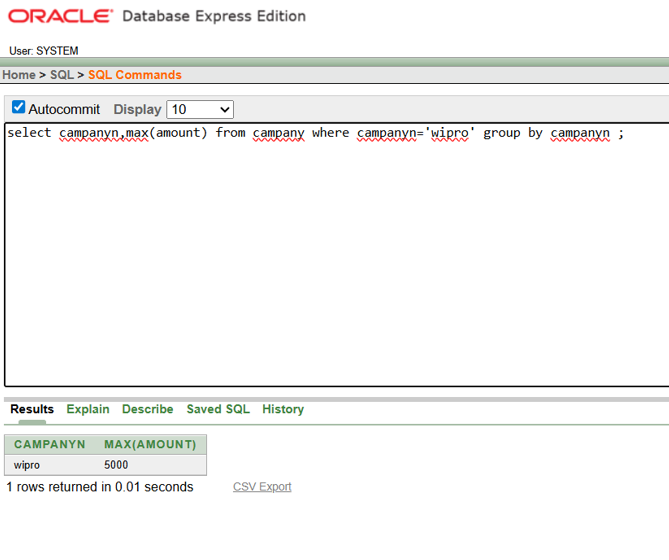 ORACLE Database Express Edition
User: SYSTEM
Home > SQL > SQL Commands
Autocommit Display 10
select campanyn,max(amount) from campany where campanyn='wipro' group by campanyn ;
Results Explain Describe Saved SQL History
CAMPANYN MAX(AMOUNT)
wipro 5000
1 rows returned in 0.01 seconds CSV Export